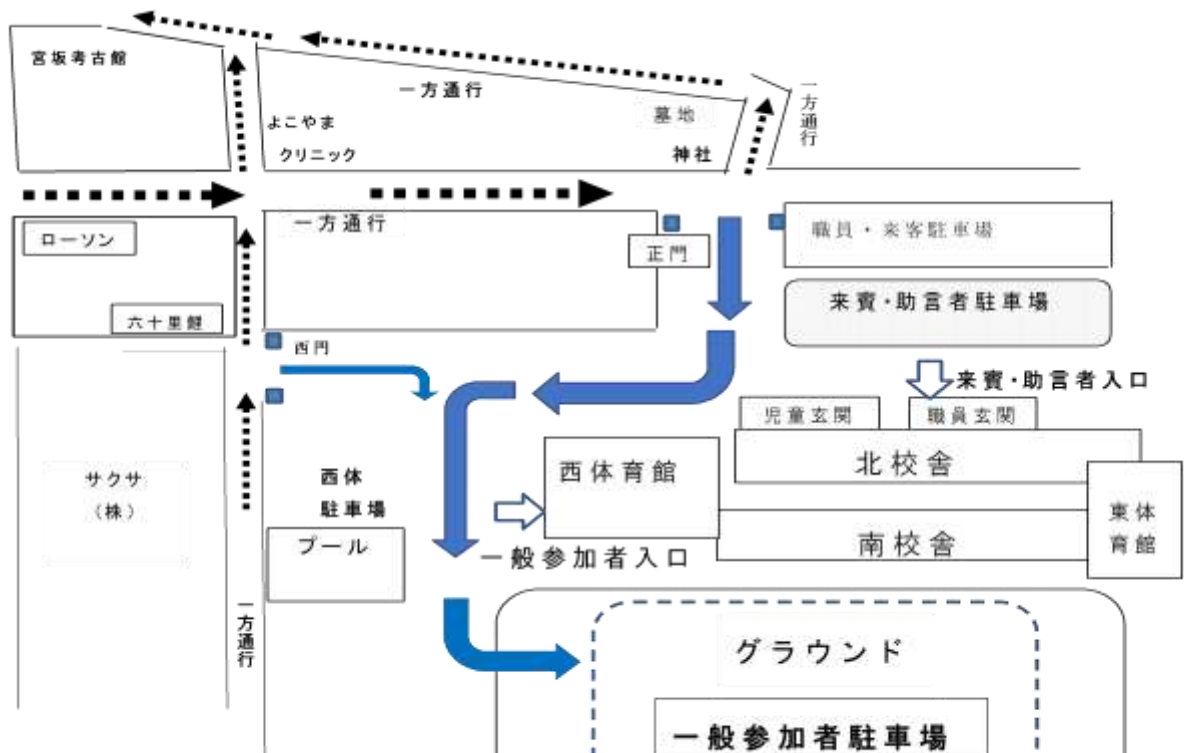 宮坂考古館
一方通行
一方通行
よこやま
クリニック
墓地
神社
ローソン
一方通行
正門
職員・来客駐車場
六十里鯉
来賓・助言者駐車場
西門
来賓・助言者入口
児童玄関
職員玄関
北校舎
西体育館
サクサ
（株）
西体
駐車場
東体
育館
プール
南校舎
一般参加者入口
一方通行
グラウンド
一般参加者駐車場